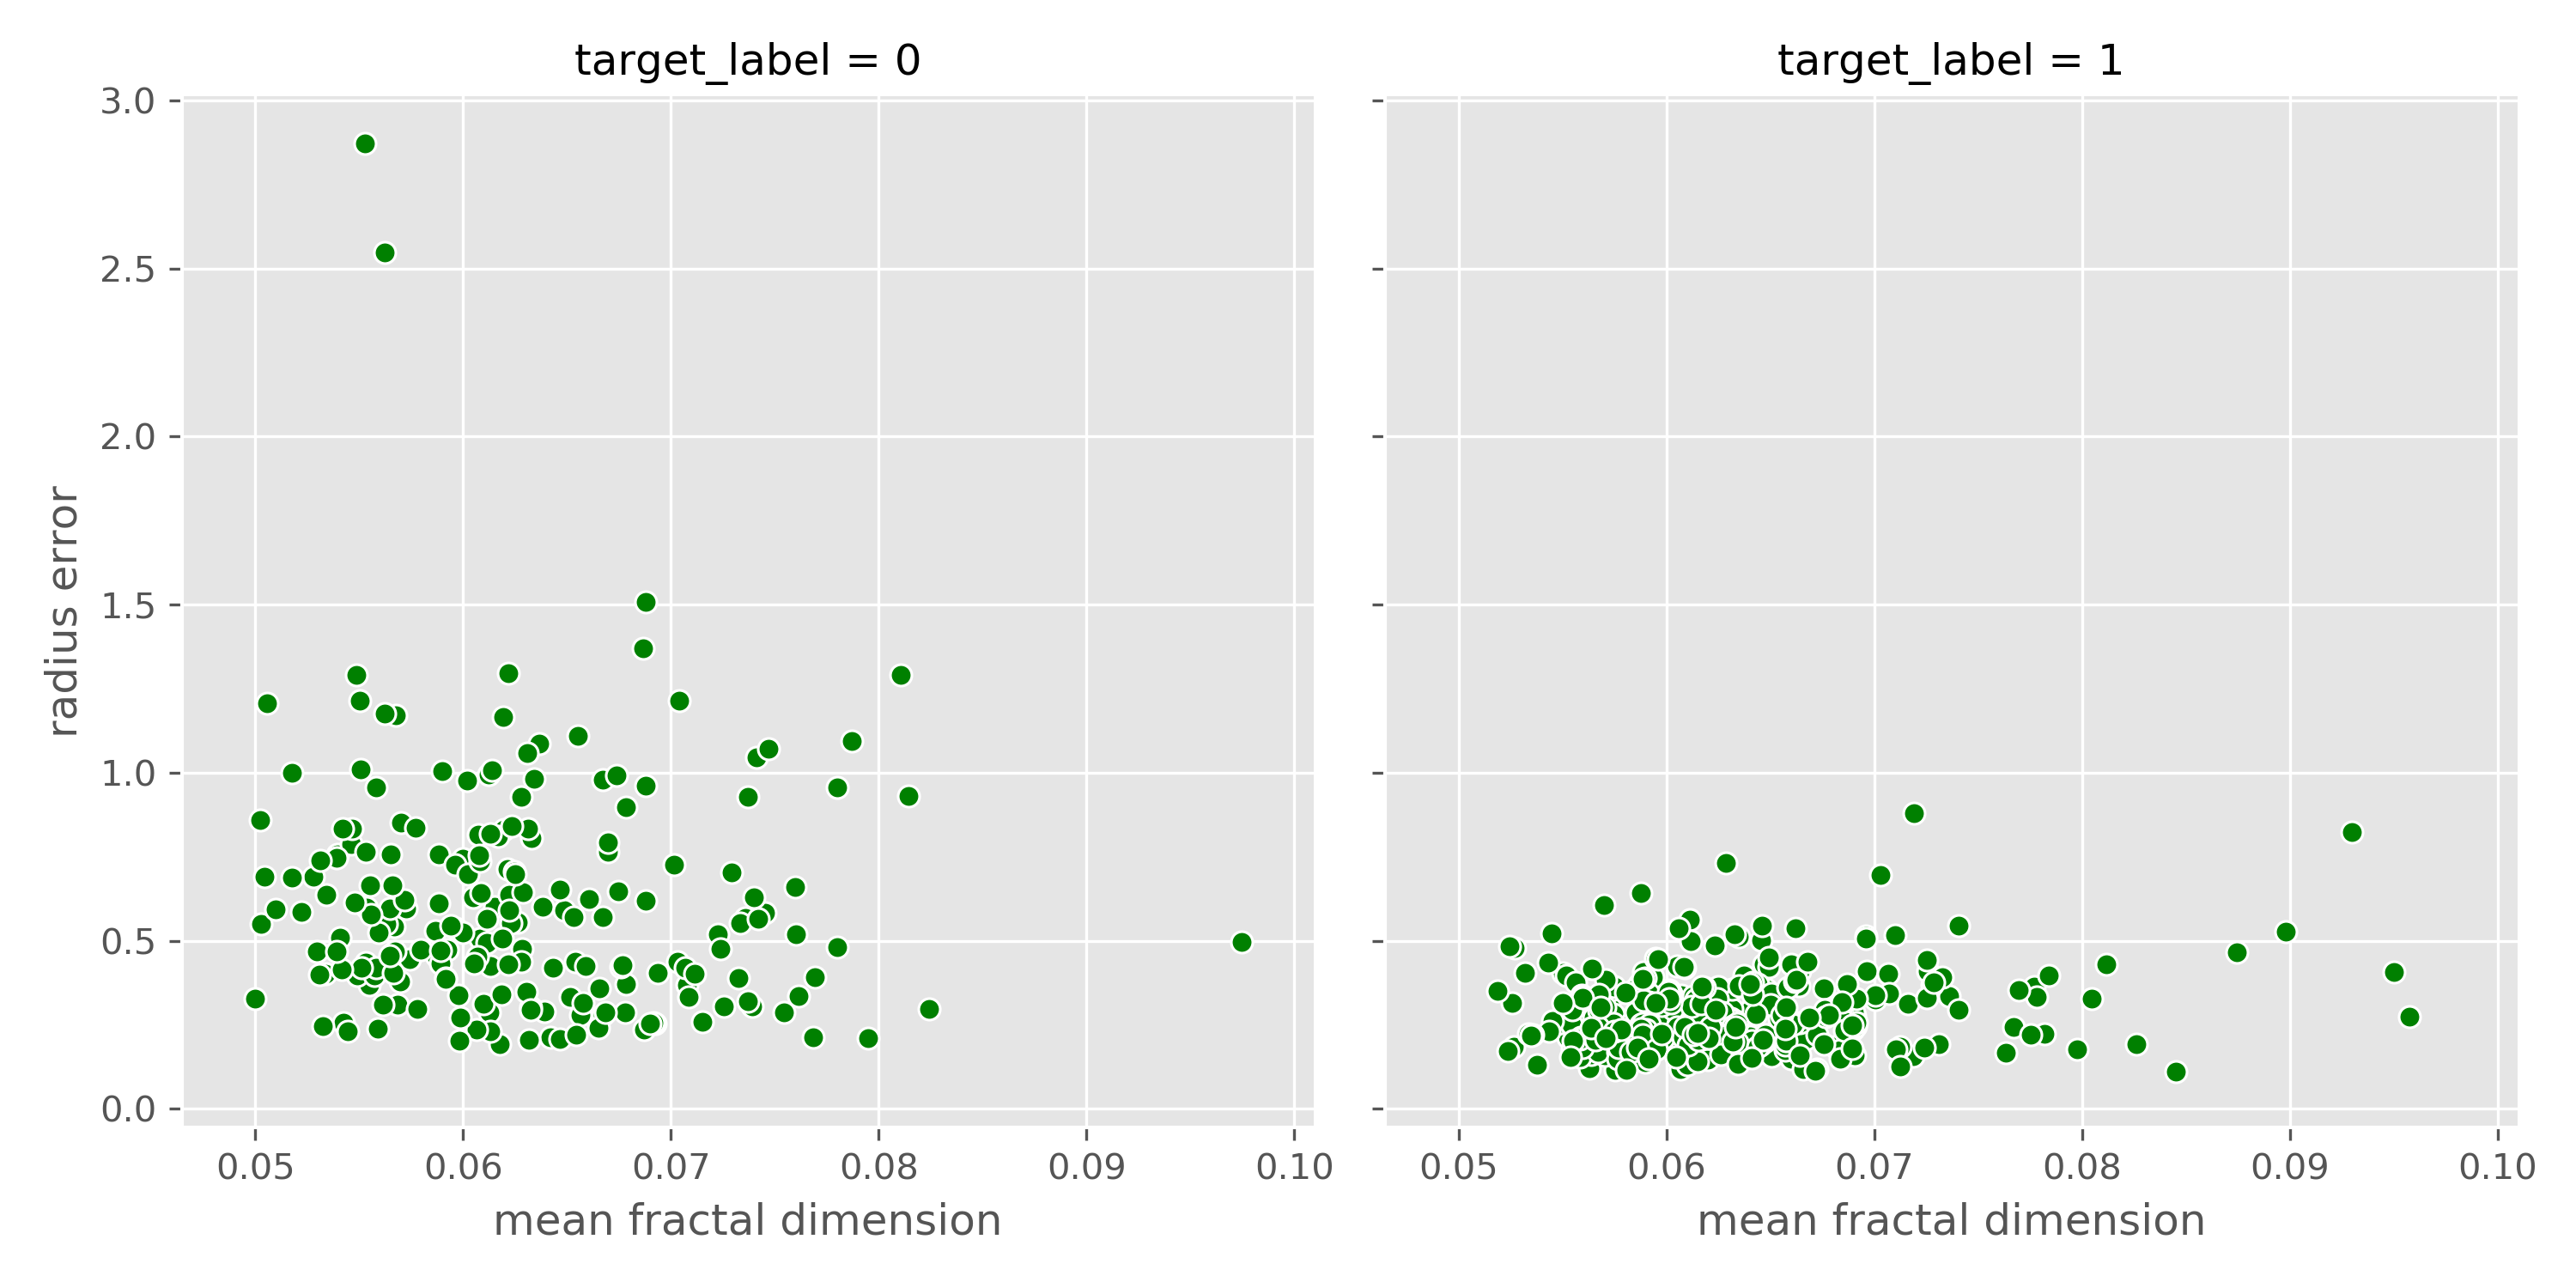 target_label = 0
target_label = 1
3.0
2.5
2.0
1.5
1.0
0.5
0.0
radius error
0.05 0.06 0.07 0.08 0.09 0.10
0.05 0.06 0.07 0.08 0.09 0.10
mean fractal dimension
mean fractal dimension